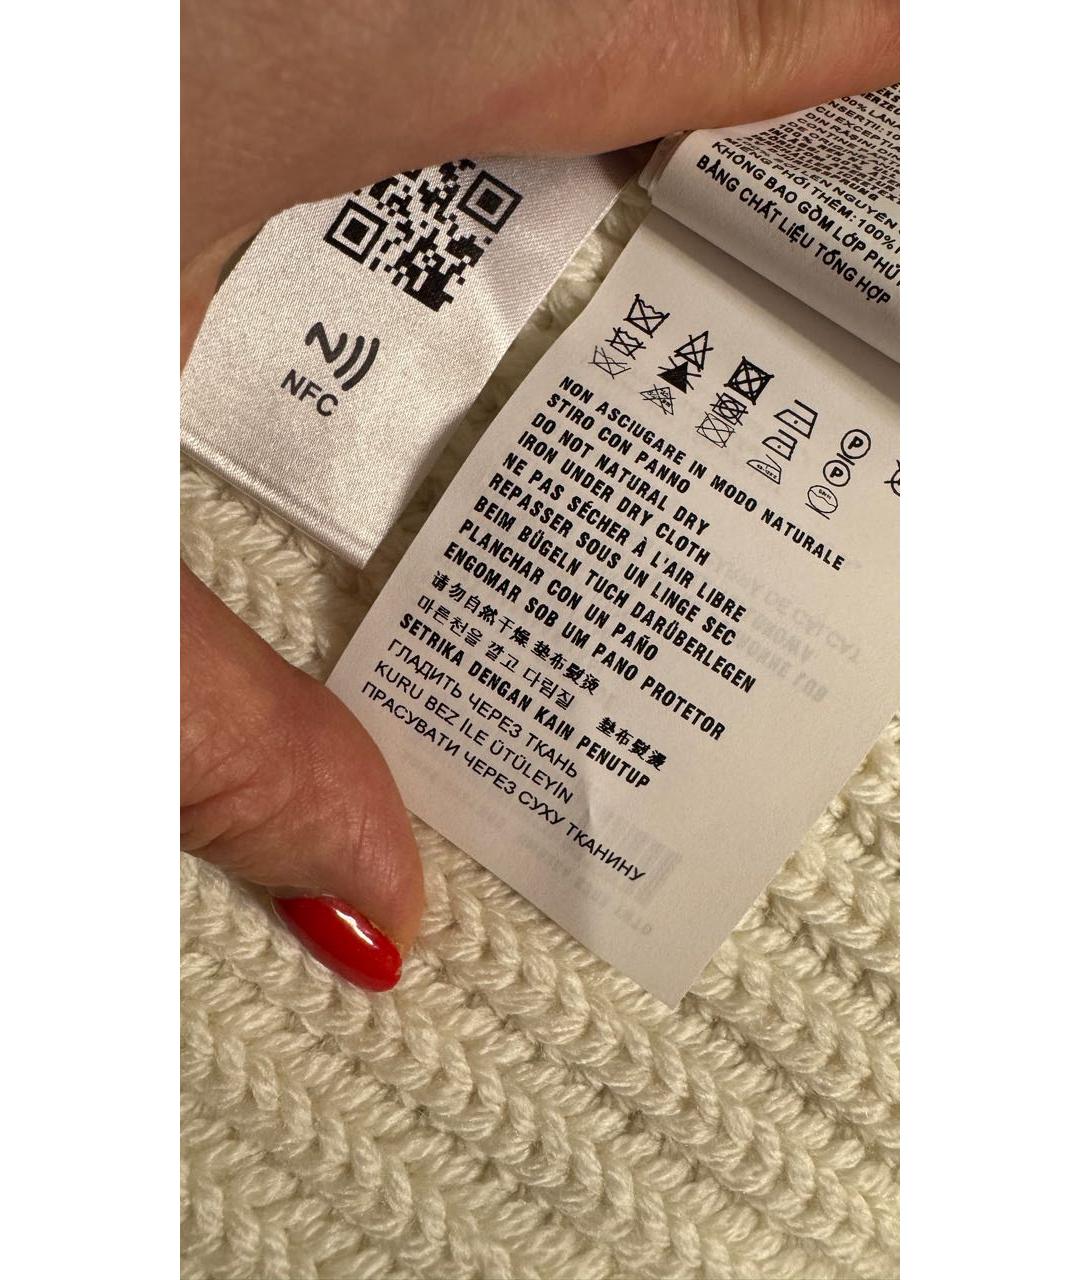 NFC
KHÔNG BAO GỒM LỚP PHỦ
BẰNG CHẤT LIỆU TỔNG HỢP
P
P
NON ASCIUGARE IN MODO NATURALE
STIRO CON PANNO
DO NOT NATURAL DRY
IRON UNDER DRY CLOTH
NE PAS SÉCHER À L'AIR LIBRE
REPASSER SOUS UN LINGE SEC
BEIM BÜGELN TUCH DARÜBERLEGEN
PLANCHAR CON UN PAÑO
ENGOMAR SOB UM PANO PROTETOR
请勿自然干燥 垫布熨烫
마른천을 깔고 다림질 墊布熨燙
SETRIKA DENGAN KAIN PENUTUP
ГЛАДИТЬ ЧЕРЕЗ ТКАНЬ
KURU BEZ İLE ÜTÜLEYİN
ПРАСУВАТИ ЧЕРЕЗ СУХУ ТКАНИНУ